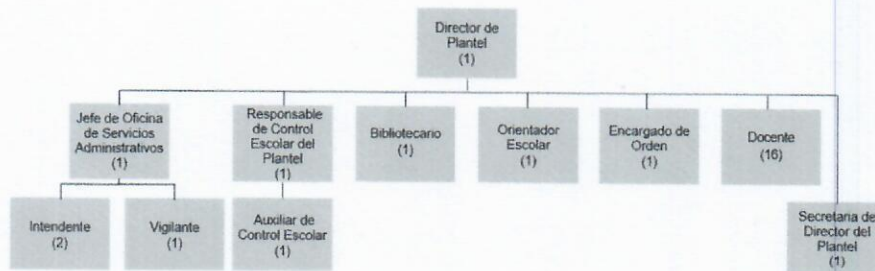 Director de
Plantel
(1)
Jefe de Oficina
de Servicios
Administrativos
(1)
Responsable
de Control
Escolar del
Plantel
(1)
Bibliotecario
(1)
Orientador
Escolar
(1)
Encargado de
Orden
(1)
Docente
(16)
Intendente
(2)
Vigilante
(1)
Auxiliar de
Control Escolar
(1)
Secretaria del
Director del
Plantel
(1)